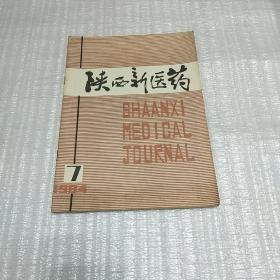 陕西新医药
SHAANXI
MEDICAL
JOURNAL
7
1984